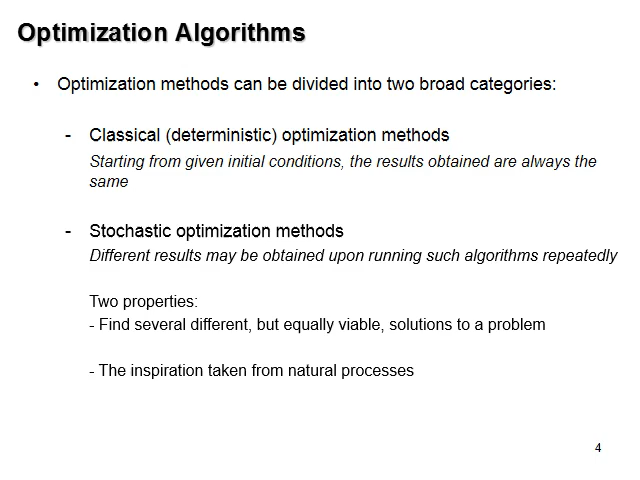 Optimization Algorithms
• Optimization methods can be divided into two broad categories:
- Classical (deterministic) optimization methods
Starting from given initial conditions, the results obtained are always the
same
- Stochastic optimization methods
Different results may be obtained upon running such algorithms repeatedly
Two properties:
- Find several different, but equally viable, solutions to a problem
- The inspiration taken from natural processes
4